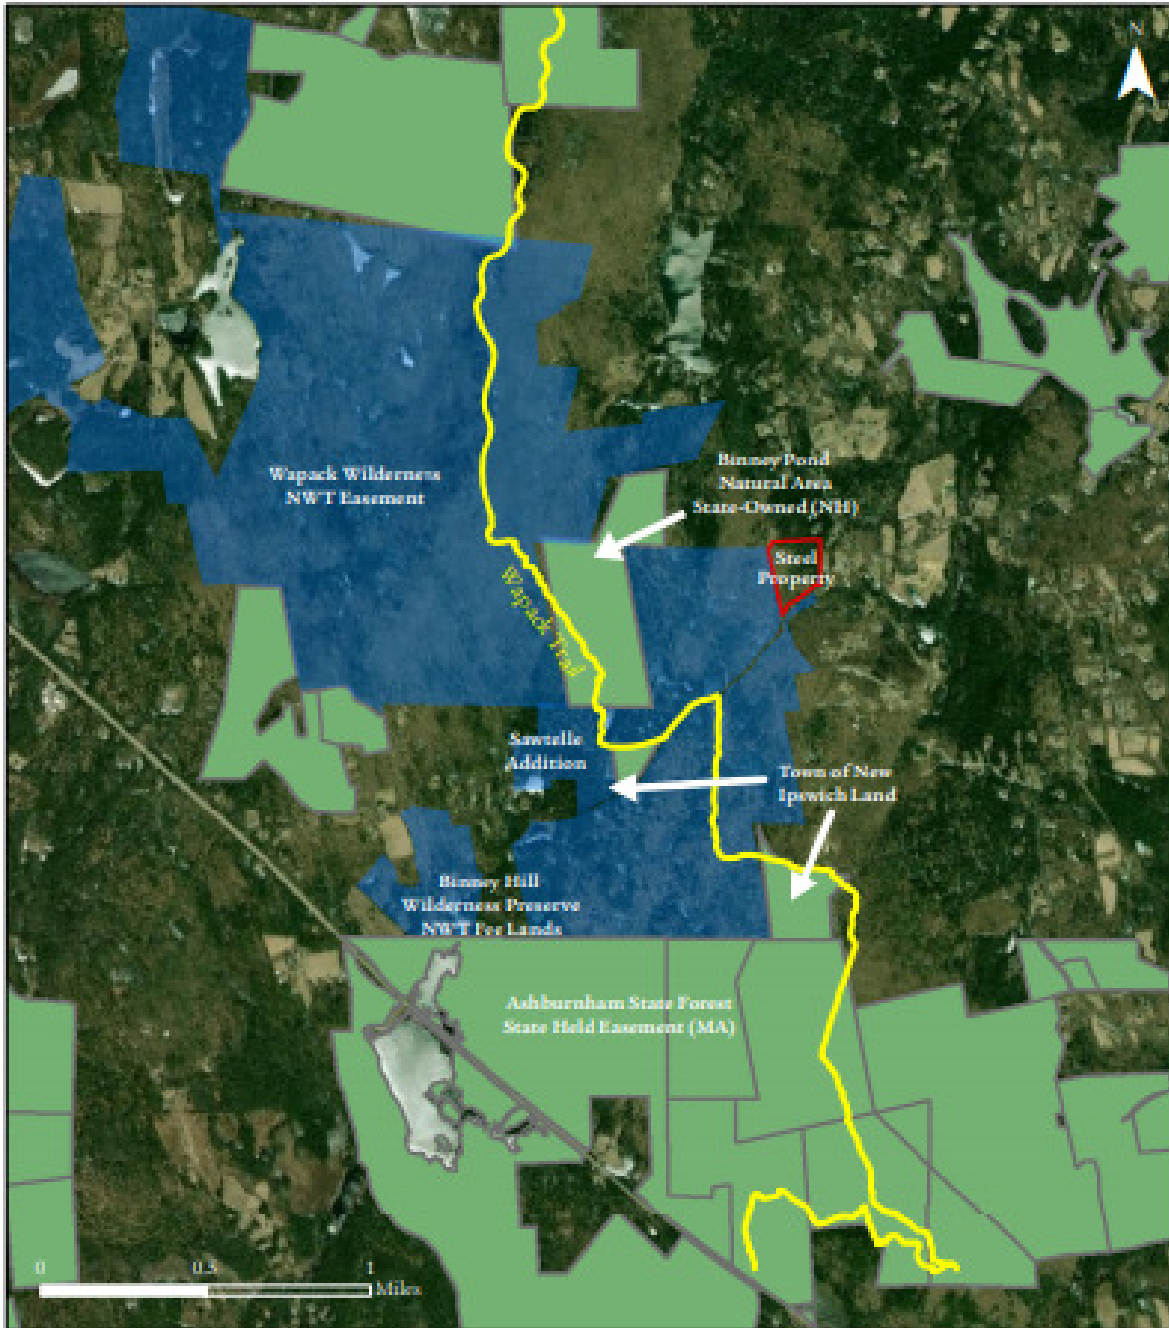 N
Wapack Wilderness
NWT Easement
Binney Pond
Natural Area
State-Owned (NH)
Steel
Property
Wapack Trail
Sawtelle
Addition
Town of New
Ipswich Land
Binney Hill
Wilderness Preserve
NWT Fee Lands
Ashburnham State Forest
State Held Easement (MA)
0 0.5 1
Miles